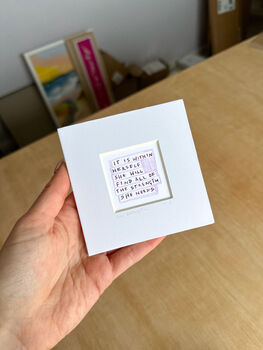 IT IS WITHIN
HERSELF
SHE WILL
FIND ALL OF
THE STRENGTH
SHE NEEDS